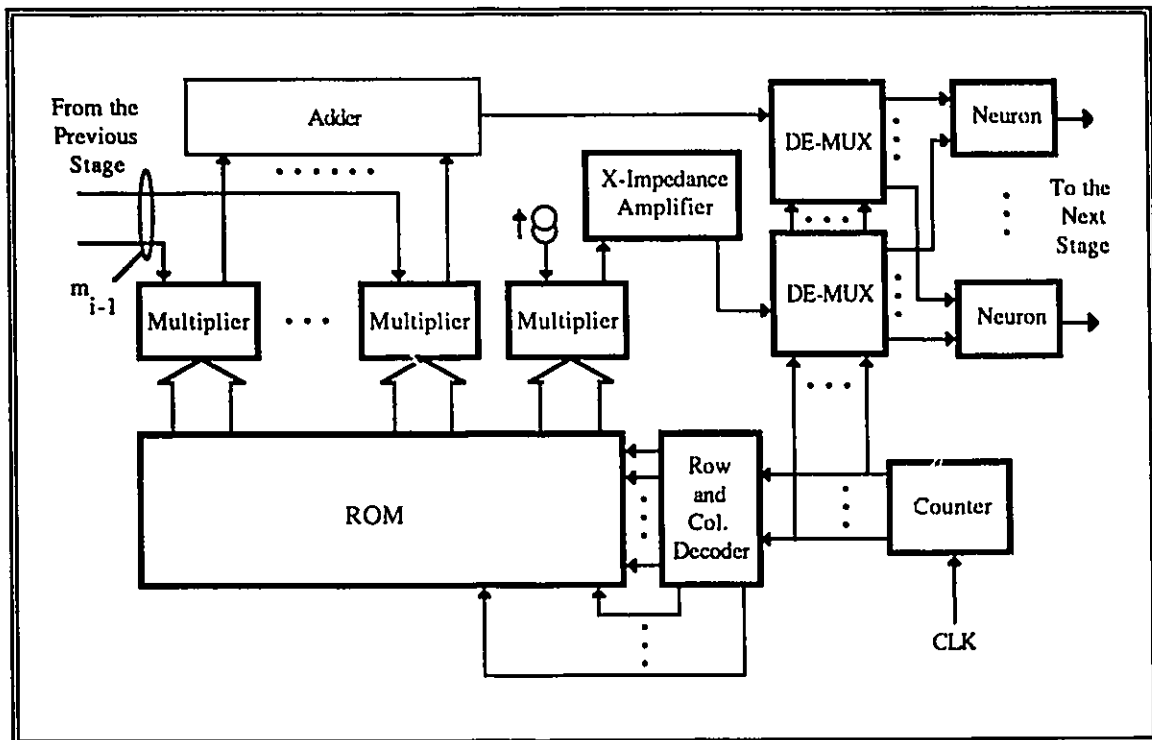 From the
Previous
Stage
m i-1
Adder
X-Impedance
Amplifier
DE-MUX
DE-MUX
Neuron
Neuron
To the
Next
Stage
Multiplier
Multiplier
Multiplier
ROM
Row
and
Col.
Decoder
Counter
CLK